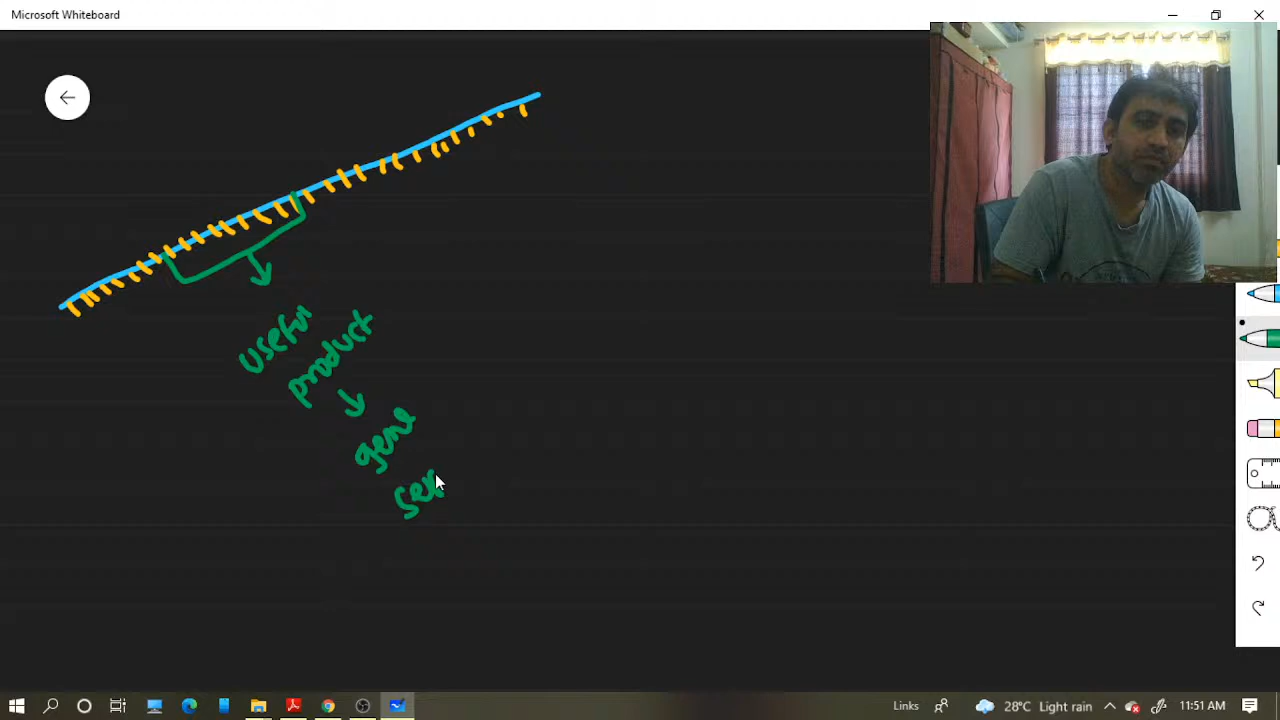 Microsoft Whiteboard
useful
product
gene
Links
28°C Light rain
11:51 AM